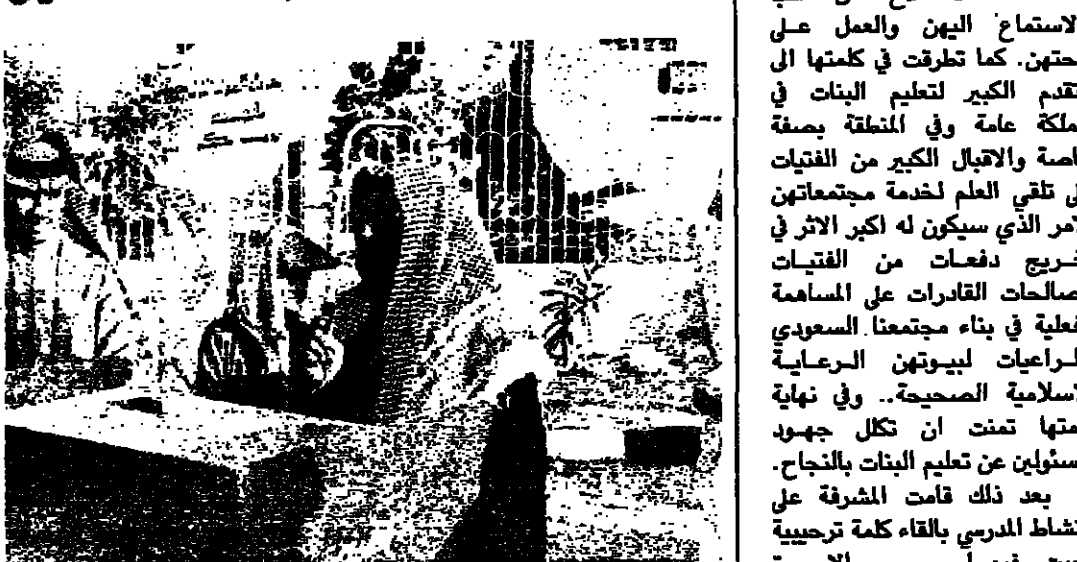 لاستماع اليهن والعمل على
حتهن. كما تطرقت في كلمتها الى
تقدم الكبير لتعليم البنات في
ملكة عامة وفي المنطقة بصفة
اصة والاقبال الكبير من الفتيات
ى تلقي العلم لخدمة مجتمعاتهن
لامر الذي سيكون له اكبر الاثر في
خريج دفعات من الفتيات
صالحات القادرات على المساهمة
فعلية في بناء مجتمعنا السعودي
الراعيات لبيوتهن الرعاية
اسلامية الصحيحة.. وفي نهاية
متها تمنت ان تكلل جهود
سئولين عن تعليم البنات بالنجاح.
بعد ذلك قامت المشرفة على
نشاط المدرسي بالقاء كلمة ترحيبية